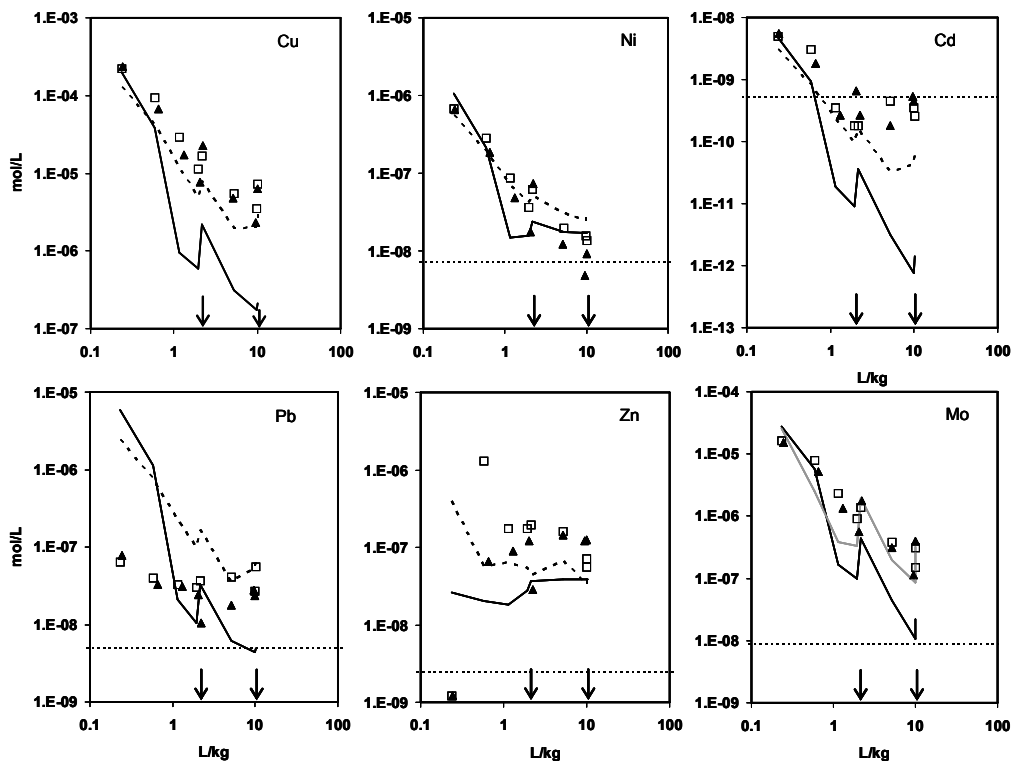 Cu
1.E-03
1.E-04
1.E-05
1.E-06
1.E-07
mol/L
0.1 1 10 100
Ni
1.E-05
1.E-06
1.E-07
1.E-08
1.E-09
0.1 1 10 100
Cd
1.E-08
1.E-09
1.E-10
1.E-11
1.E-12
1.E-13
0.1 1 10 100
L/kg
Pb
1.E-05
1.E-06
1.E-07
1.E-08
1.E-09
mol/L
0.1 1 10 100
L/kg
Zn
1.E-05
1.E-06
1.E-07
1.E-08
1.E-09
0.1 1 10 100
L/kg
Mo
1.E-04
1.E-05
1.E-06
1.E-07
1.E-08
1.E-09
0.1 1 10 100
L/kg